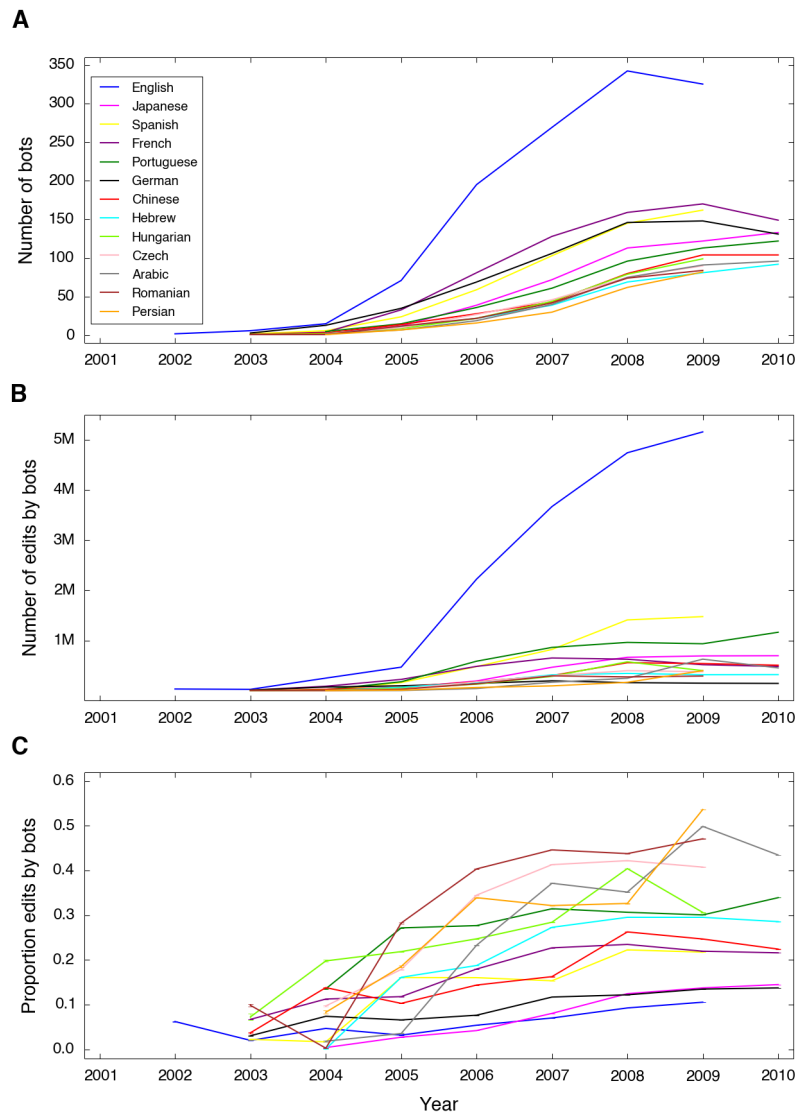 A
350
300
250
200
150
100
50
0
Number of bots
English
Japanese
Spanish
French
Portuguese
German
Chinese
Hebrew
Hungarian
Czech
Arabic
Romanian
Persian
2001 2002 2003 2004 2005 2006 2007 2008 2009 2010
B
5M
4M
3M
2M
1M
Number of edits by bots
2001 2002 2003 2004 2005 2006 2007 2008 2009 2010
C
0.6
0.5
0.4
0.3
0.2
0.1
0.0
Proportion edits by bots
2001 2002 2003 2004 2005 2006 2007 2008 2009 2010
Year